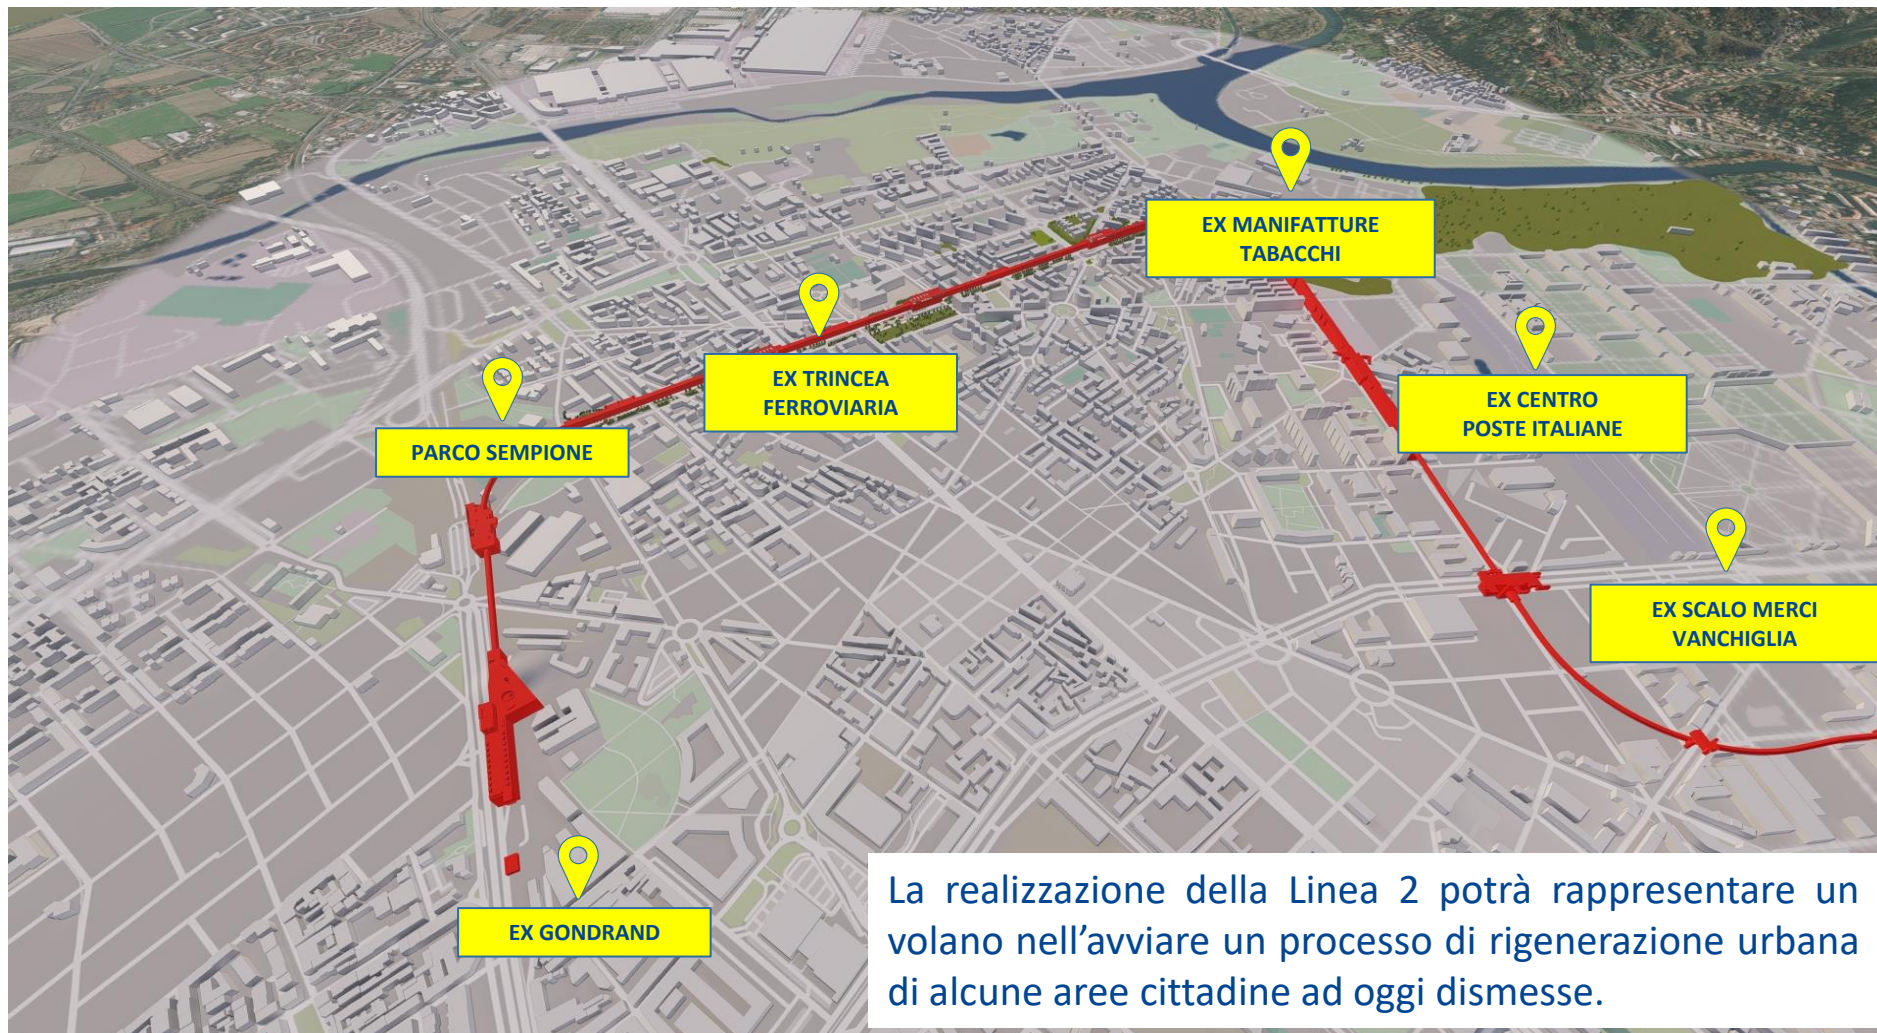 EX MANIFATTURE
TABACCHI
EX TRINCEA
FERROVIARIA
EX CENTRO
POSTE ITALIANE
PARCO SEMPIONE
EX SCALO MERCI
VANCHIGLIA
EX GONDRAND
La realizzazione della Linea 2 potrà rappresentare un
volano nell’avviare un processo di rigenerazione urbana
di alcune aree cittadine ad oggi dismesse.